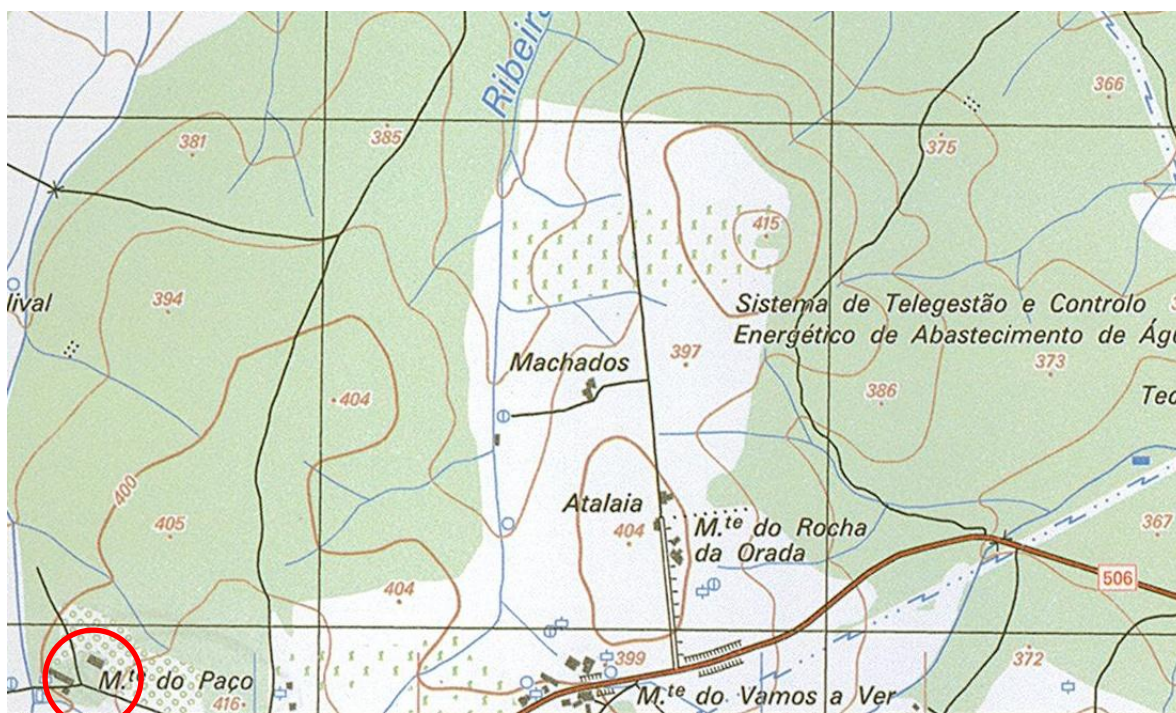 Ribeira
366
381
385
375
415
394
lival
Sistema de Telegestão e Controlo
Energético de Abastecimento de Ág
397
Machados
373
386
404
Tec
400
405
Atalaia
404
M.te do Rocha
da Orada
367
506
404
399
372
M.te do Paço
416
M.te do Vamos a Ver